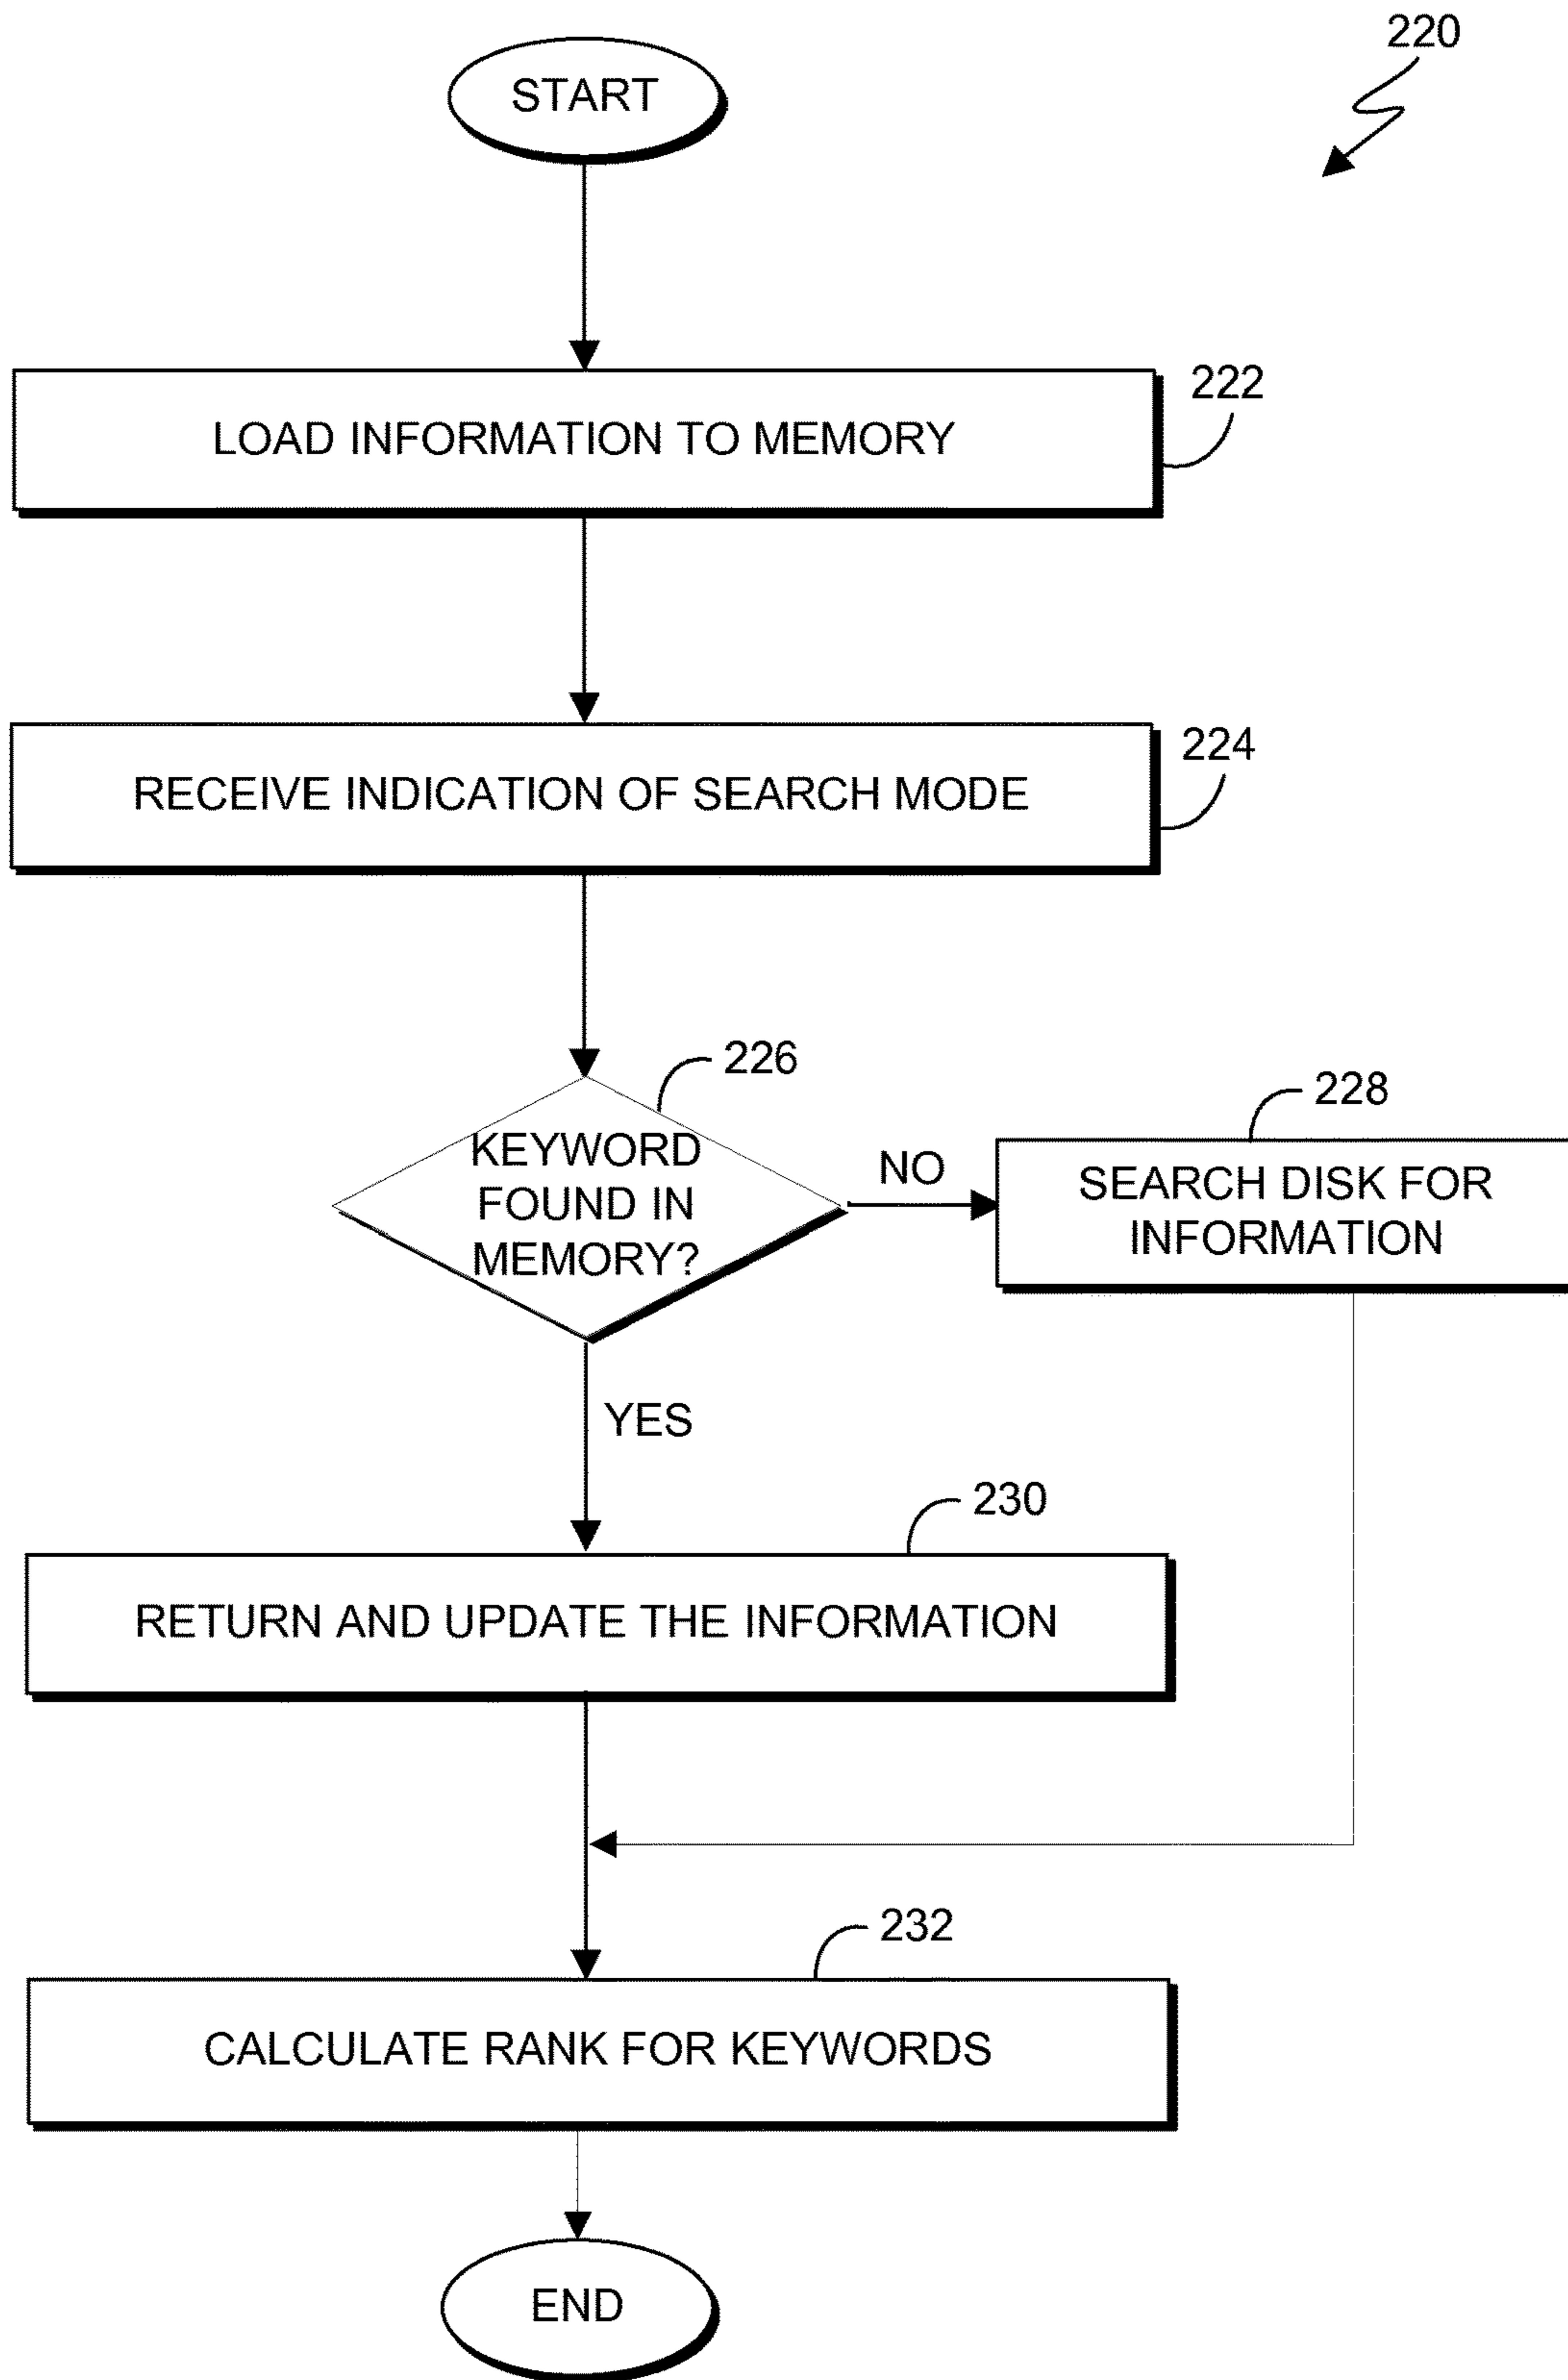 220
START
LOAD INFORMATION TO MEMORY
222
RECEIVE INDICATION OF SEARCH MODE
224
226
KEYWORD
FOUND IN
MEMORY?
NO
228
SEARCH DISK FOR
INFORMATION
YES
230
RETURN AND UPDATE THE INFORMATION
232
CALCULATE RANK FOR KEYWORDS
END